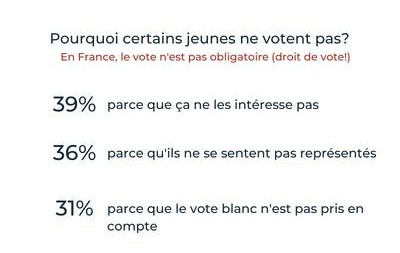 Pourquoi certains jeunes ne votent pas?
En France, le vote n'est pas obligatoire (droit de vote!)
39% parce que ça ne les intéresse pas
36% parce qu'ils ne se sentent pas représentés
31% parce que le vote blanc n'est pas pris en
compte